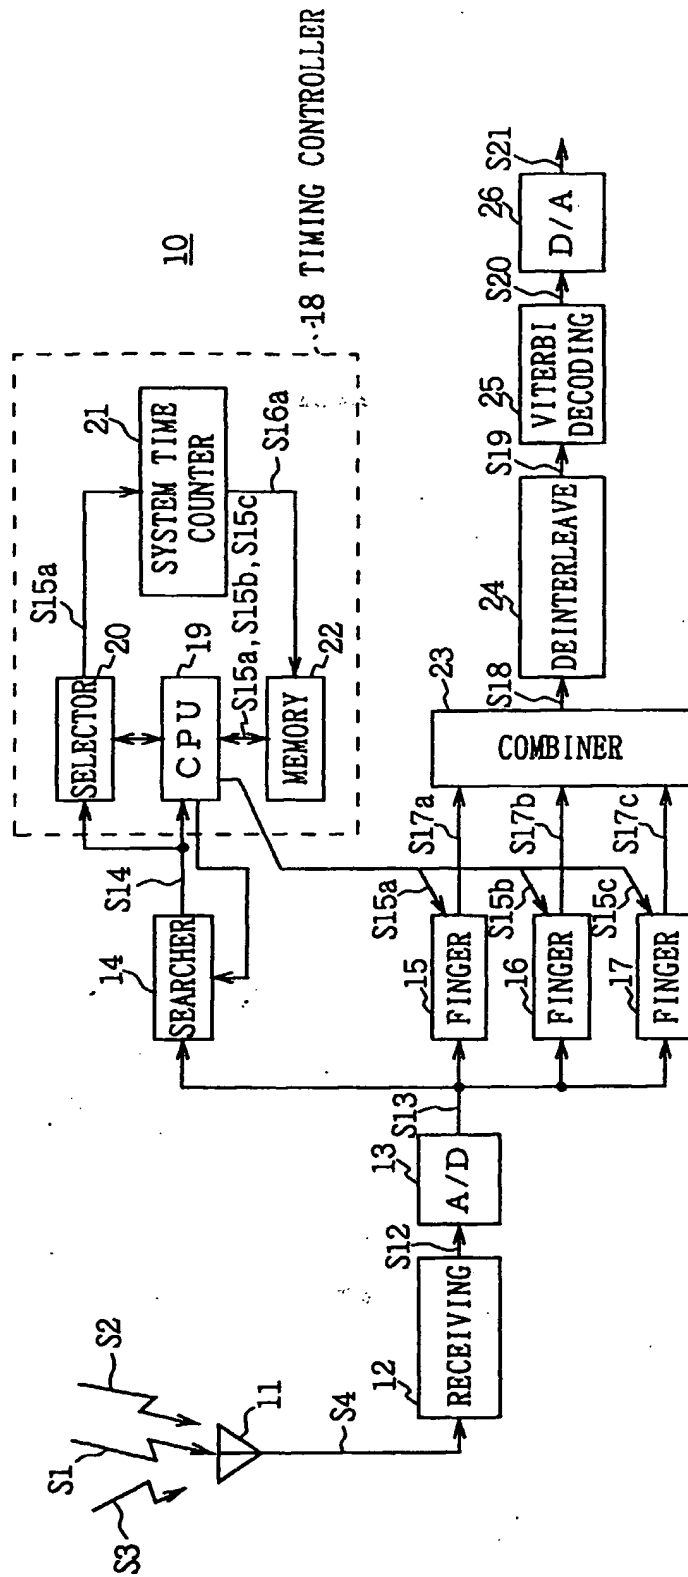 10
18 TIMING CONTROLLER
S1
S2
S3
11
S4
12
RECEIVING
S12
13
A/D
S13
14
SEARCHER
S14
20
SELECTOR
S15a
19
CPU
S15a, S15b, S15c
22
MEMORY
21
SYSTEM TIME
COUNTER
S16a
15
FINGER
S15a
S17a
16
FINGER
S15b
S17b
17
FINGER
S15c
S17c
23
COMBINER
S18
24
DEINTERLEAVE
S19
25
VITERBI
DECODING
S20
26
D/A
S21